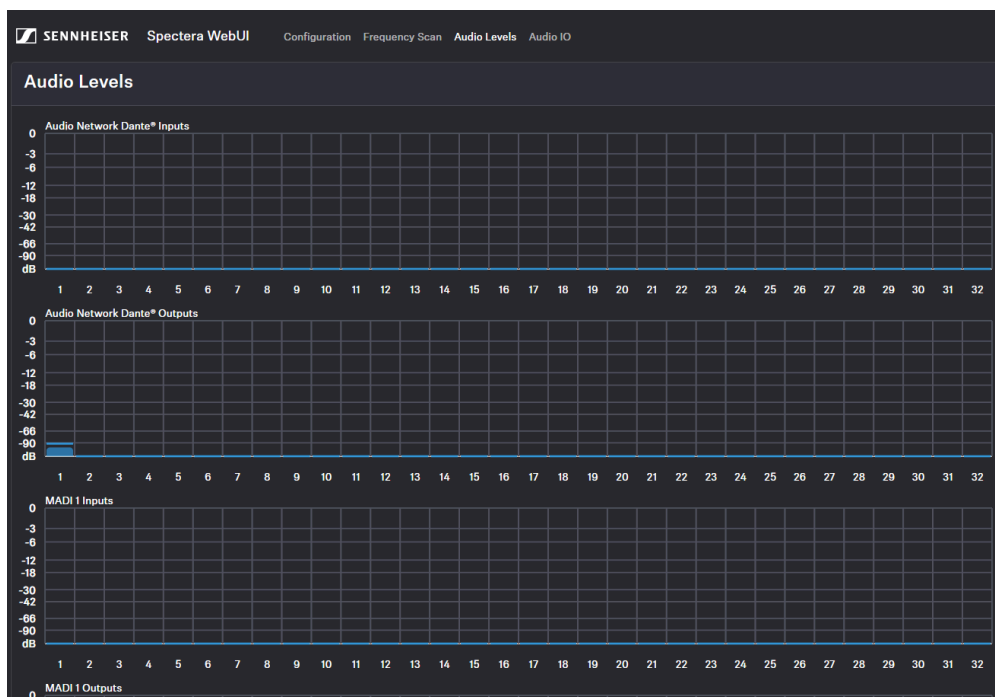 SENNHEISER Spectera WebUI Configuration Frequency Scan Audio Levels Audio IO
Audio Levels
Audio Network Dante® Inputs
0
-3
-6
-12
-18
-30
-42
-66
-90
dB
1 2 3 4 5 6 7 8 9 10 11 12 13 14 15 16 17 18 19 20 21 22 23 24 25 26 27 28 29 30 31 32
Audio Network Dante® Outputs
0
-3
-6
-12
-18
-30
-42
-66
-90
dB
1 2 3 4 5 6 7 8 9 10 11 12 13 14 15 16 17 18 19 20 21 22 23 24 25 26 27 28 29 30 31 32
MADI 1 Inputs
0
-3
-6
-12
-18
-30
-42
-66
-90
dB
1 2 3 4 5 6 7 8 9 10 11 12 13 14 15 16 17 18 19 20 21 22 23 24 25 26 27 28 29 30 31 32
MADI 1 Outputs
0